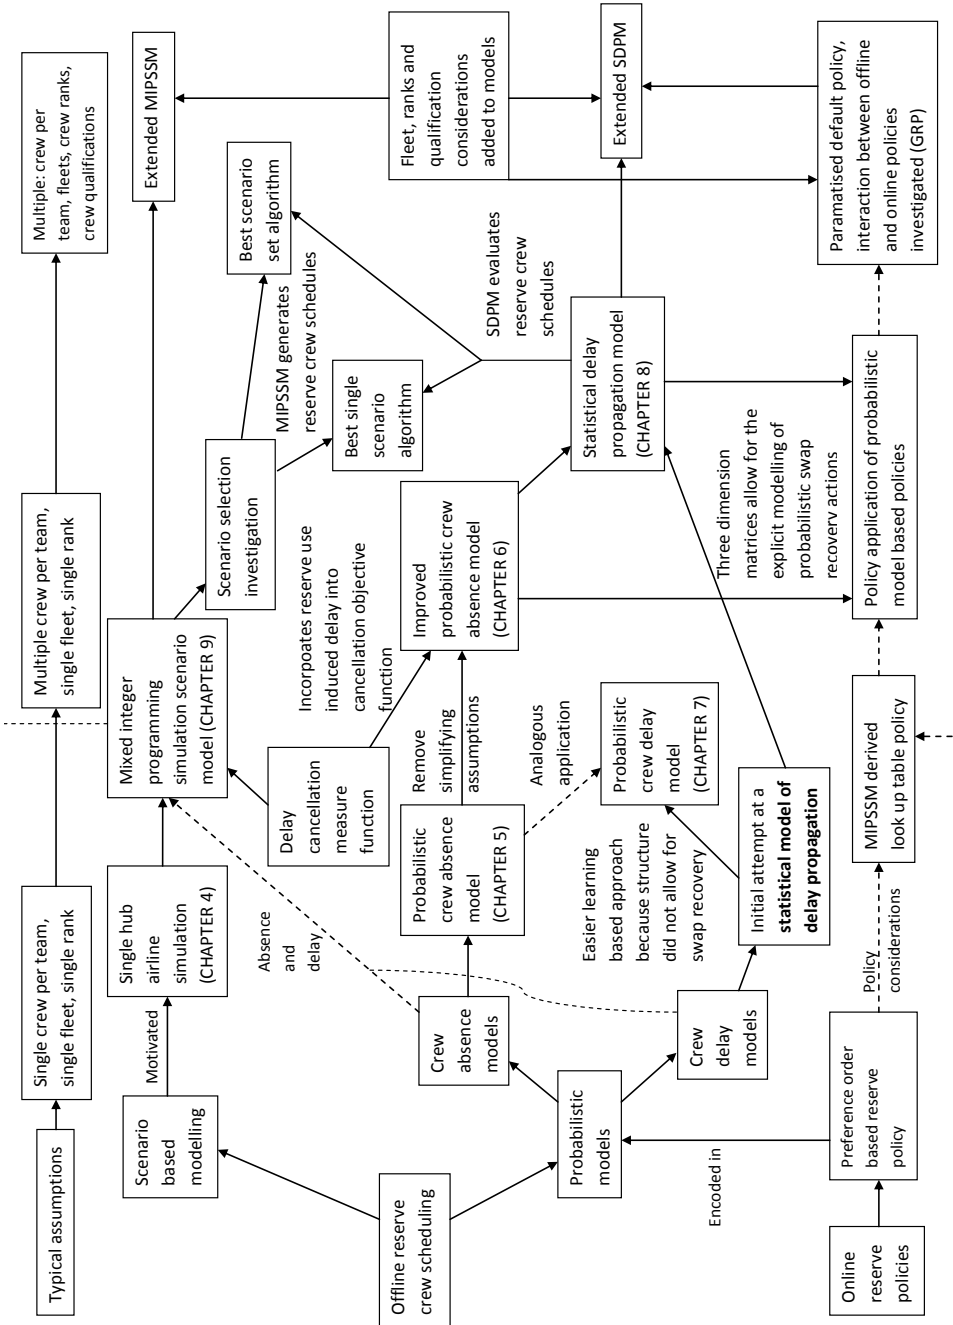 Typical assumptions
Single crew per team,
single fleet, single rank
Multiple crew per team,
single fleet, single rank
Multiple: crew per
team, fleets, crew ranks,
crew qualifications
Scenario
based
modelling
Motivated
Single hub
airline
simulation
(CHAPTER 4)
Mixed integer
programming
simulation scenario
model (CHAPTER 9)
Extended MIPSSM
Scenario selection
investigation
Best scenario
set algorithm
MIPSSM generates
reserve crew schedules
Best single
scenario
algorithm
Absence
and
delay
Delay
cancellation
measure
function
Incorpoates reserve use
induced delay into
cancellation objective
function
Fleet, ranks and
qualification
considerations
added to models
Offline reserve
crew scheduling
Crew
absence
models
Probabilistic
crew absence
model
(CHAPTER 5)
Remove
simplifying
assumptions
Improved
probabilistic crew
absence model
(CHAPTER 6)
SDPM evaluates
reserve crew
schedules
Analogous
application
Probabilistic
models
Crew
delay
models
Easier learning
based approach
because structure
did not allow for
swap recovery
Probabilistic
crew delay
model
(CHAPTER 7)
Statistical delay
propagation model
(CHAPTER 8)
Extended SDPM
Initial attempt at a
statistical model of
delay propagation
Three dimension
matrices allow for the
explicit modelling of
probabilistic swap
recovery actions
Encoded in
Online
reserve
policies
Preference order
based reserve
policy
Policy
considerations
MIPSSM derived
look up table policy
Policy application of probabilistic
model based policies
Paramatised default policy,
interaction between offline
and online policies
investigated (GRP)